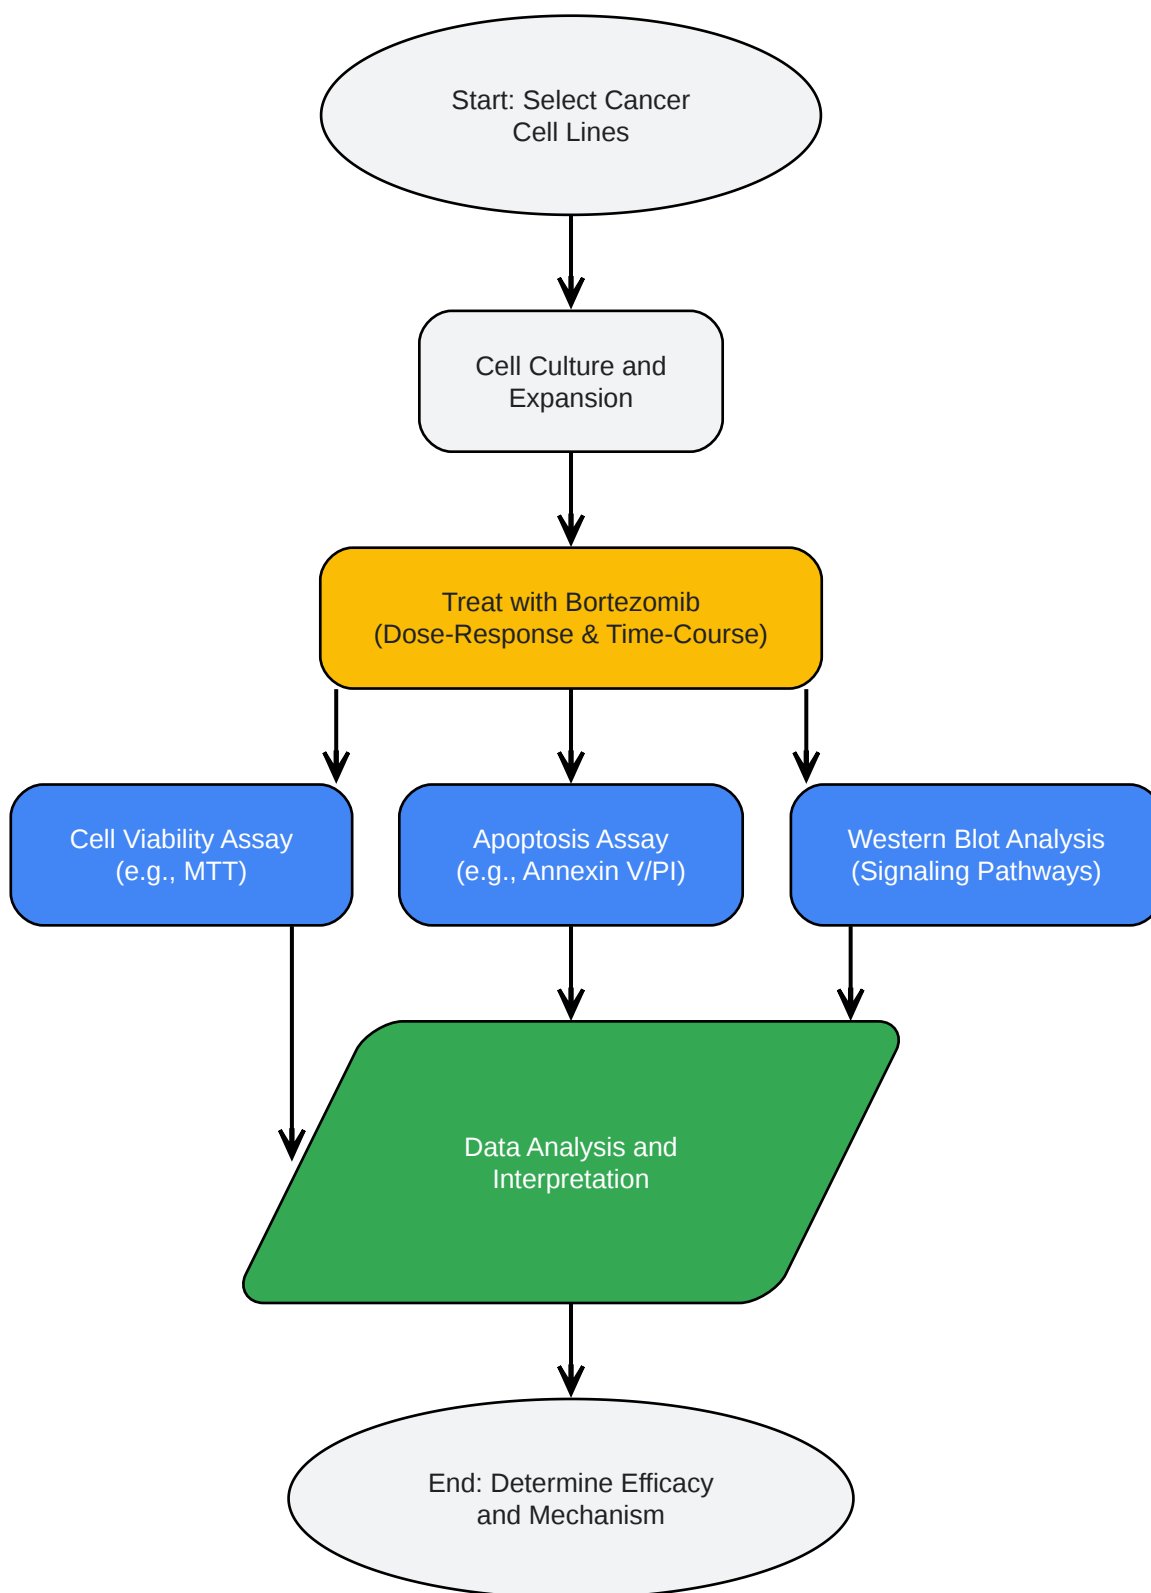 Start: Select Cancer
Cell Lines
Cell Culture and
Expansion
Treat with Bortezomib
(Dose-Response & Time-Course)
Cell Viability Assay
(e.g., MTT)
Apoptosis Assay
(e.g., Annexin V/PI)
Western Blot Analysis
(Signaling Pathways)
Data Analysis and
Interpretation
End: Determine Efficacy
and Mechanism